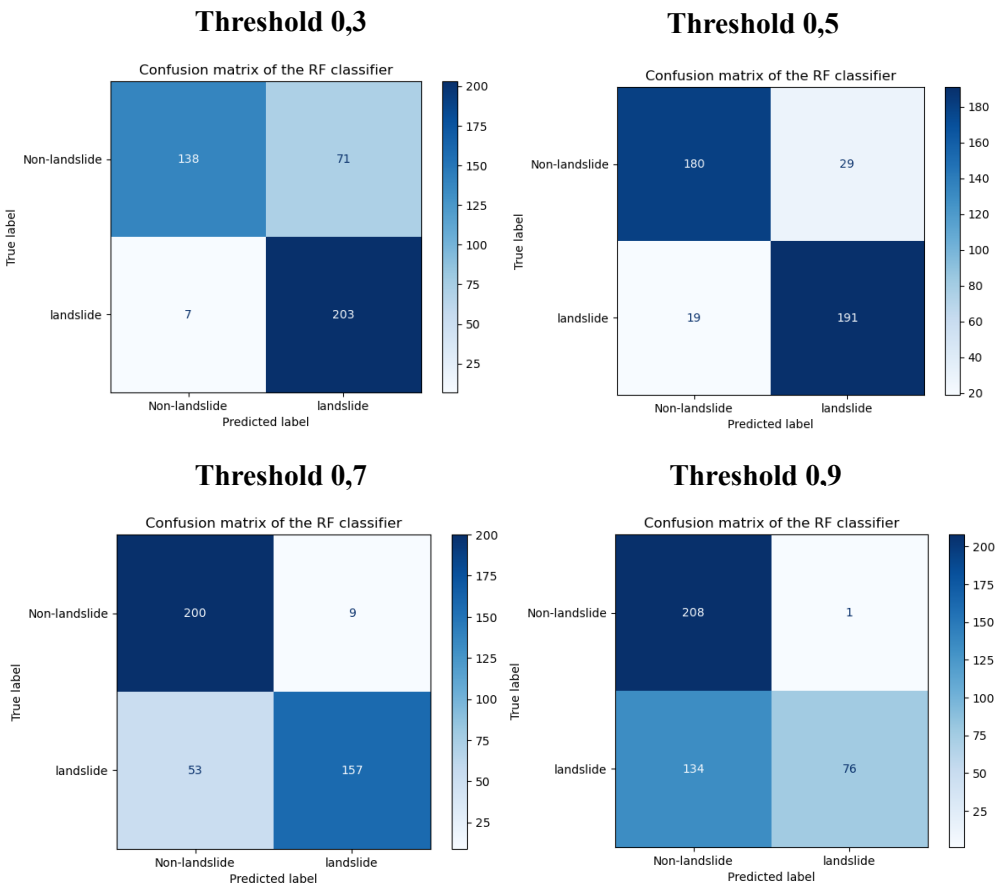 Threshold 0,3
Confusion matrix of the RF classifier
Non-landslide
138
71
landslide
7
203
True label
Non-landslide
landslide
Predicted label
200
175
150
125
100
75
50
25
Threshold 0,5
Confusion matrix of the RF classifier
Non-landslide
180
29
landslide
19
191
True label
Non-landslide
landslide
Predicted label
180
160
140
120
100
80
60
40
20
Threshold 0,7
Confusion matrix of the RF classifier
Non-landslide
200
9
landslide
53
157
True label
Non-landslide
landslide
Predicted label
200
175
150
125
100
75
50
25
Threshold 0,9
Confusion matrix of the RF classifier
Non-landslide
208
1
landslide
134
76
True label
Non-landslide
landslide
Predicted label
200
175
150
125
100
75
50
25